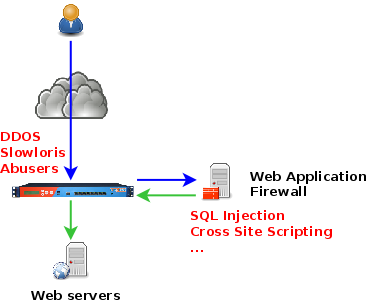 DDOS
Slowloris
Abusers
Web Application
Firewall
SQL Injection
Cross Site Scripting
...
Web servers